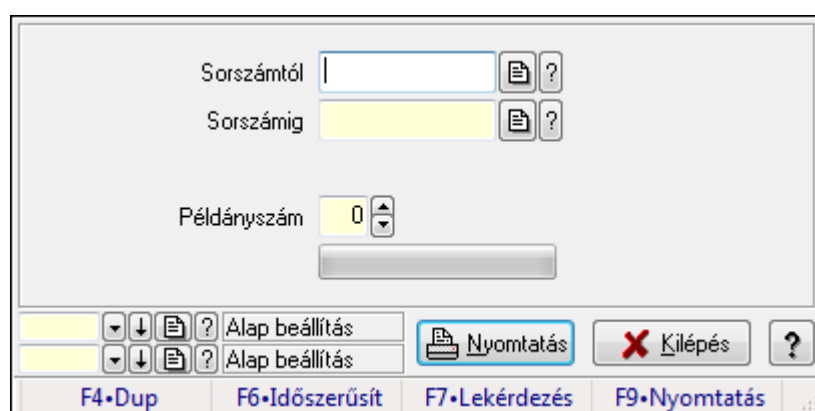 Sorszámtól ?
Sorszámig ?
Példányszám 0
? Alap beállítás
? Alap beállítás
Nyomtatás Kilépés ?
F4•Dup F6•Időszerűsít F7•Lekérdezés F9•Nyomtatás